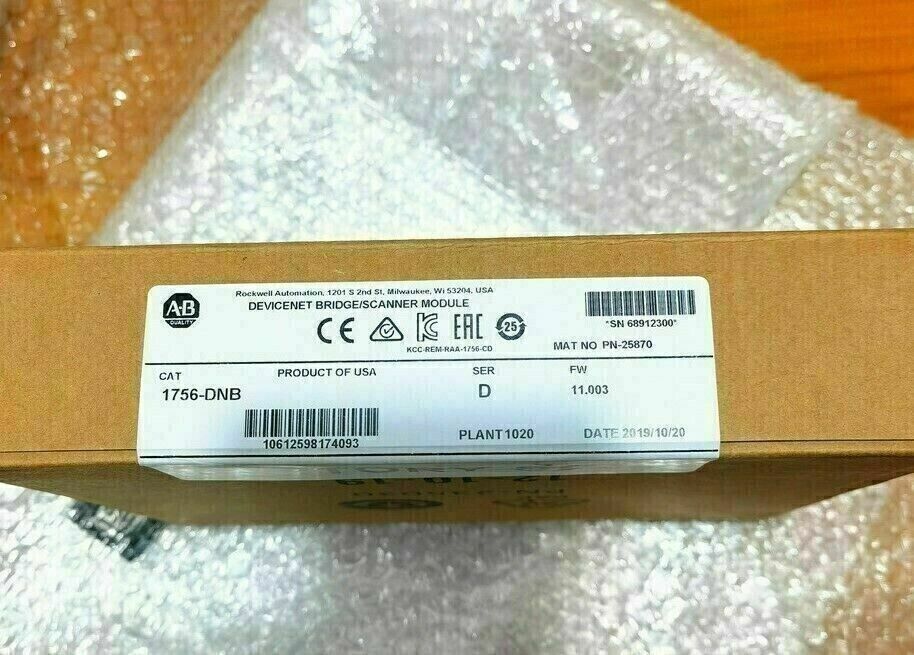 A-B
QUALITY
Rockwell Automation, 1201 S 2nd St, Milwaukee, Wi 53204, USA
DEVICENET BRIDGE/SCANNER MODULE
CE
EAC
25
KCC-REM-RAA-1756-CD
*SN 68912300*
MAT NO PN-25870
CAT
1756-DNB
PRODUCT OF USA
SER
D
FW
11.003
10612598174093
PLANT1020
DATE 2019/10/20